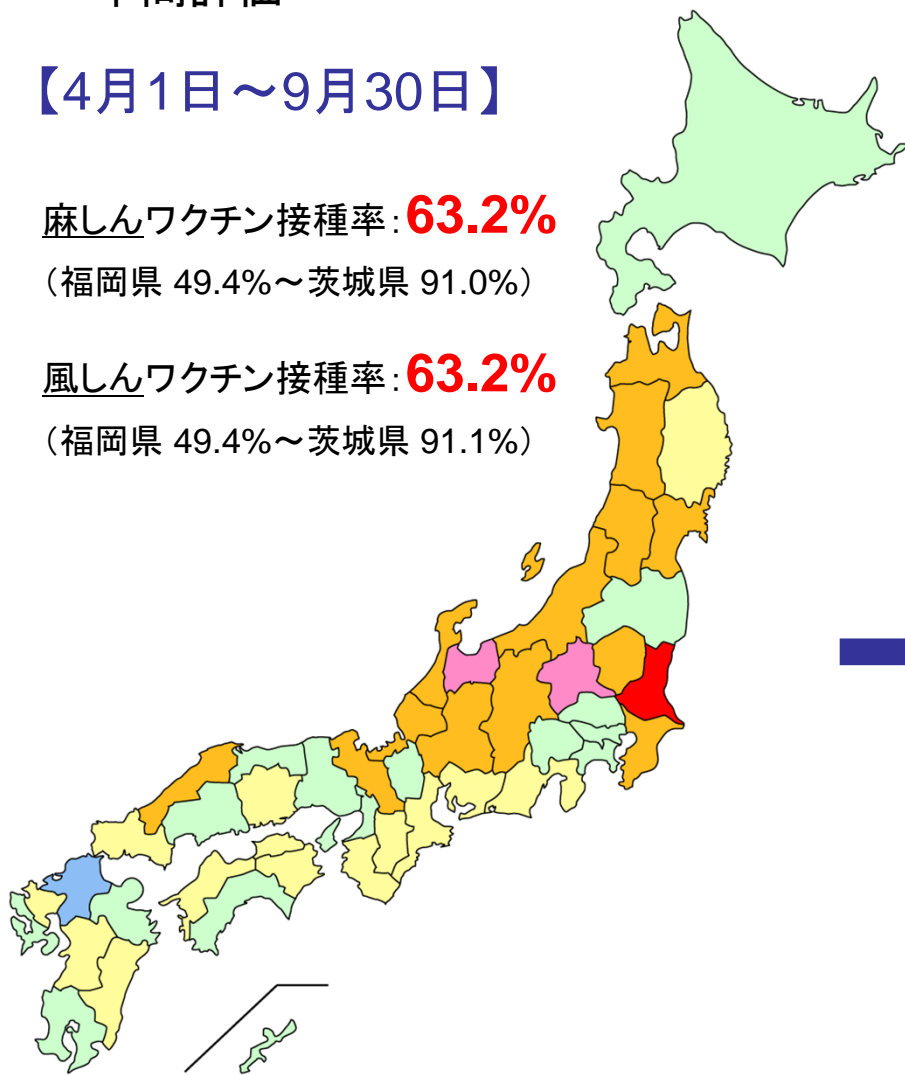 【4月1日～9月30日】
麻しんワクチン接種率：63.2%
（福岡県 49.4%～茨城県 91.0%）
風しんワクチン接種率：63.2%
（福岡県 49.4%～茨城県 91.1%）